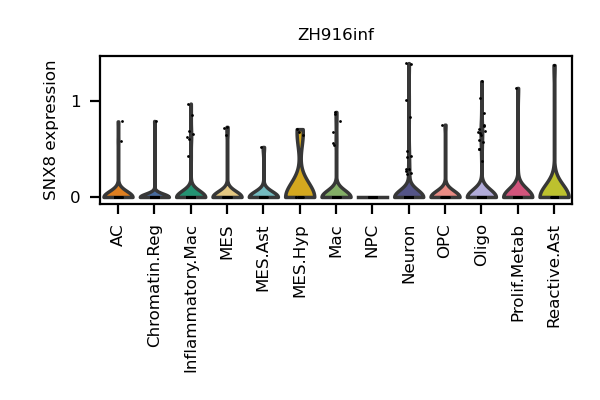 ZH916inf
SNX8 expression
1
0
AC
Chromatin.Reg
Inflammatory.Mac
MES
MES.Ast
MES.Hyp
Mac
NPC
Neuron
OPC
Oligo
Prolif.Metab
Reactive.Ast